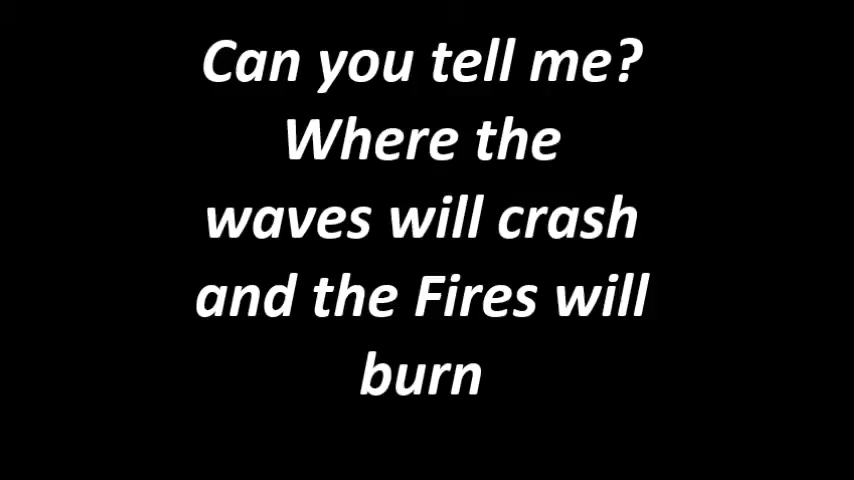 Can you tell me?
Where the
waves will crash
and the Fires will
burn